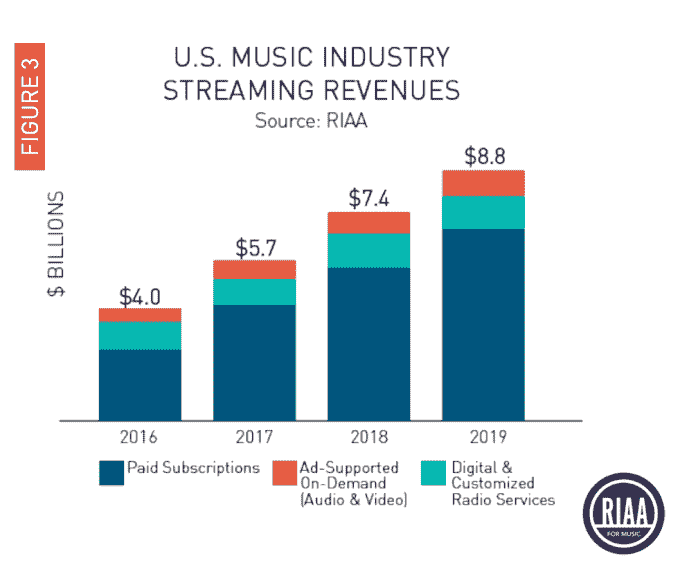 FIGURE 3
U.S. MUSIC INDUSTRY
STREAMING REVENUES
Source: RIAA
$ BILLIONS
$4.0
$5.7
$7.4
$8.8
2016
2017
2018
2019
Paid Subscriptions
Ad-Supported
On-Demand
(Audio & Video)
Digital &
Customized
Radio Services
RIAA
FOR MUSIC